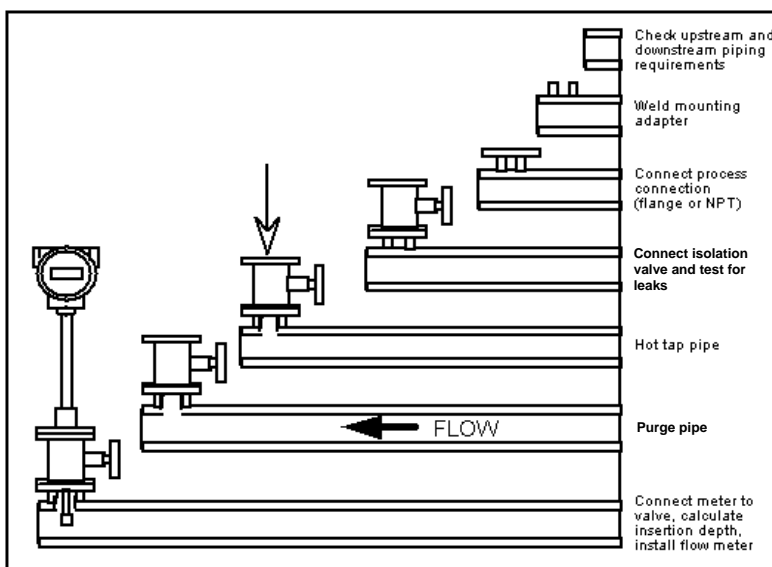 Check upstream and
downstream piping
requirements
Weld mounting
adapter
Connect process
connection
(flange or NPT)
Connect isolation
valve and test for
leaks
Hot tap pipe
FLOW
Purge pipe
Connect meter to
valve, calculate
insertion depth,
install flow meter